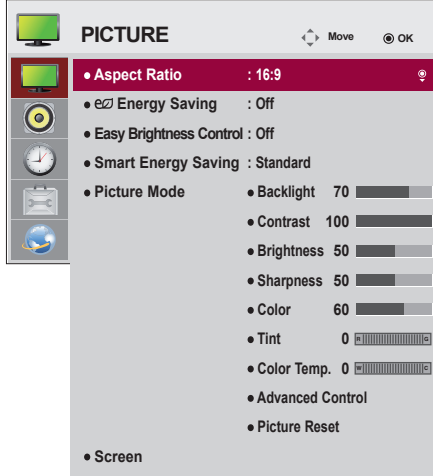 PICTURE Move OK
• Aspect Ratio : 16:9
• Energy Saving : Off
• Easy Brightness Control : Off
• Smart Energy Saving : Standard
• Picture Mode • Backlight 70
• Contrast 100
• Brightness 50
• Sharpness 50
• Color 60
• Tint 0 R G
• Color Temp. 0 W C
• Advanced Control
• Picture Reset
• Screen